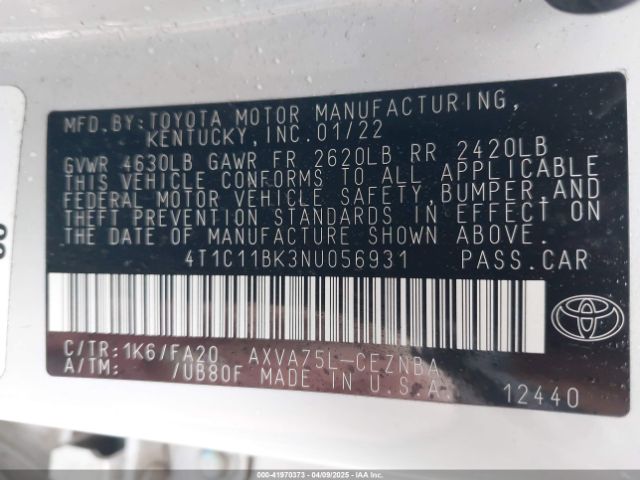 MFD.BY:TOYOTA MOTOR MANUFACTURING,
KENTUCKY, INC. 01/22
GVWR 4630LB GAWR FR 2620LB RR 2420LB
THIS VEHICLE CONFORMS TO ALL APPLICABLE
FEDERAL MOTOR VEHICLE SAFETY,BUMPER,AND
THEFT PREVENTION STANDARDS IN EFFECT ON
THE DATE OF MANUFACTURE SHOWN ABOVE.
4T1C11BK3NU056931 PASS.CAR
C/TR:1K6/FA20 AXVA75L-CEZNBA
A/TM: /UB80F MADE IN U.S.A.
12440
000-41970373 - 04/09/2025 - IAA Corp